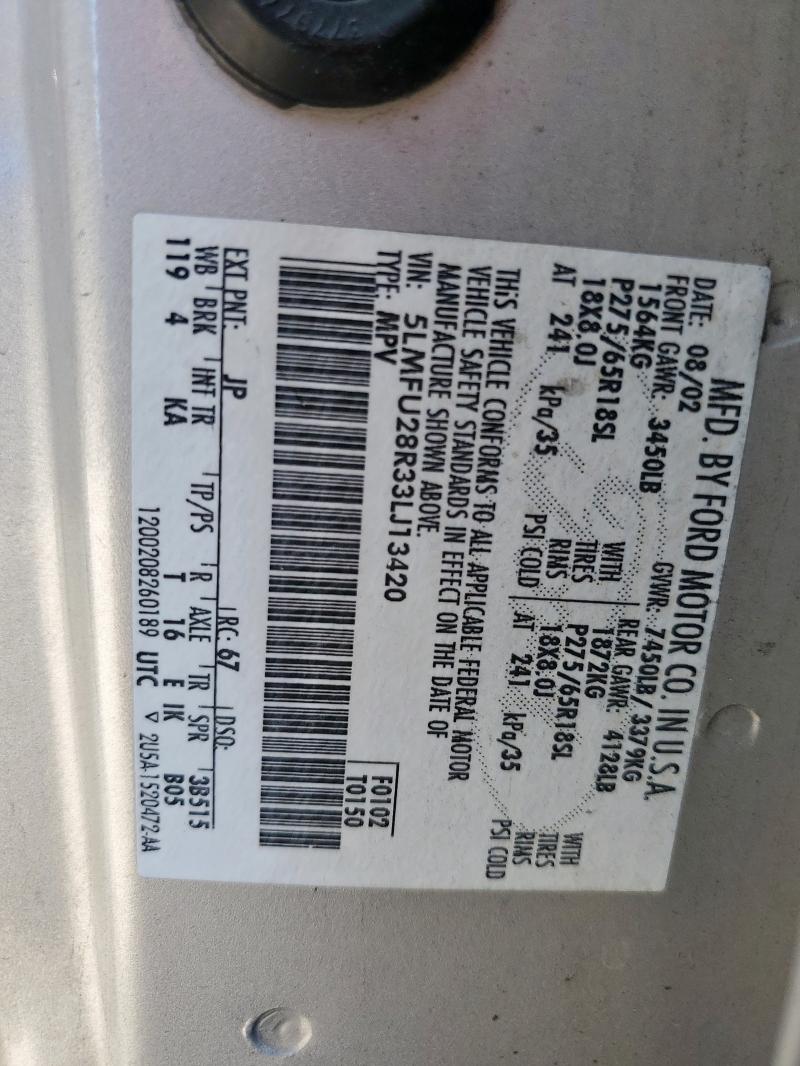 MFD. BY FORD MOTOR CO. IN U.S.A.
DATE: 08/02 GVWR: 7450LB / 3379KG
FRONT GAWR: 3450LB REAR GAWR: 4128LB
1564KG WITH 1872KG WITH
P275/65R18SL TIRES P275/65R18SL TIRES
18X8.0J RIMS 18X8.0J RIMS
AT 241 kPa/35 PSI COLD AT 241 kPa/35 PSI COLD
THIS VEHICLE CONFORMS TO ALL APPLICABLE FEDERAL MOTOR
VEHICLE SAFETY STANDARDS IN EFFECT ON THE DATE OF
MANUFACTURE SHOWN ABOVE.
VIN: 5LMFU28R33LJ13420
TYPE: MPV
F0102
T0150
EXT PNT: JP RC: 67 DSO:
WB BRK INT TR TP/PS R AXLE TR SPR 3B515
119 4 KA T 16 E IK B05
1200208260189 UTC ▽ 2U5A-1520472-AA